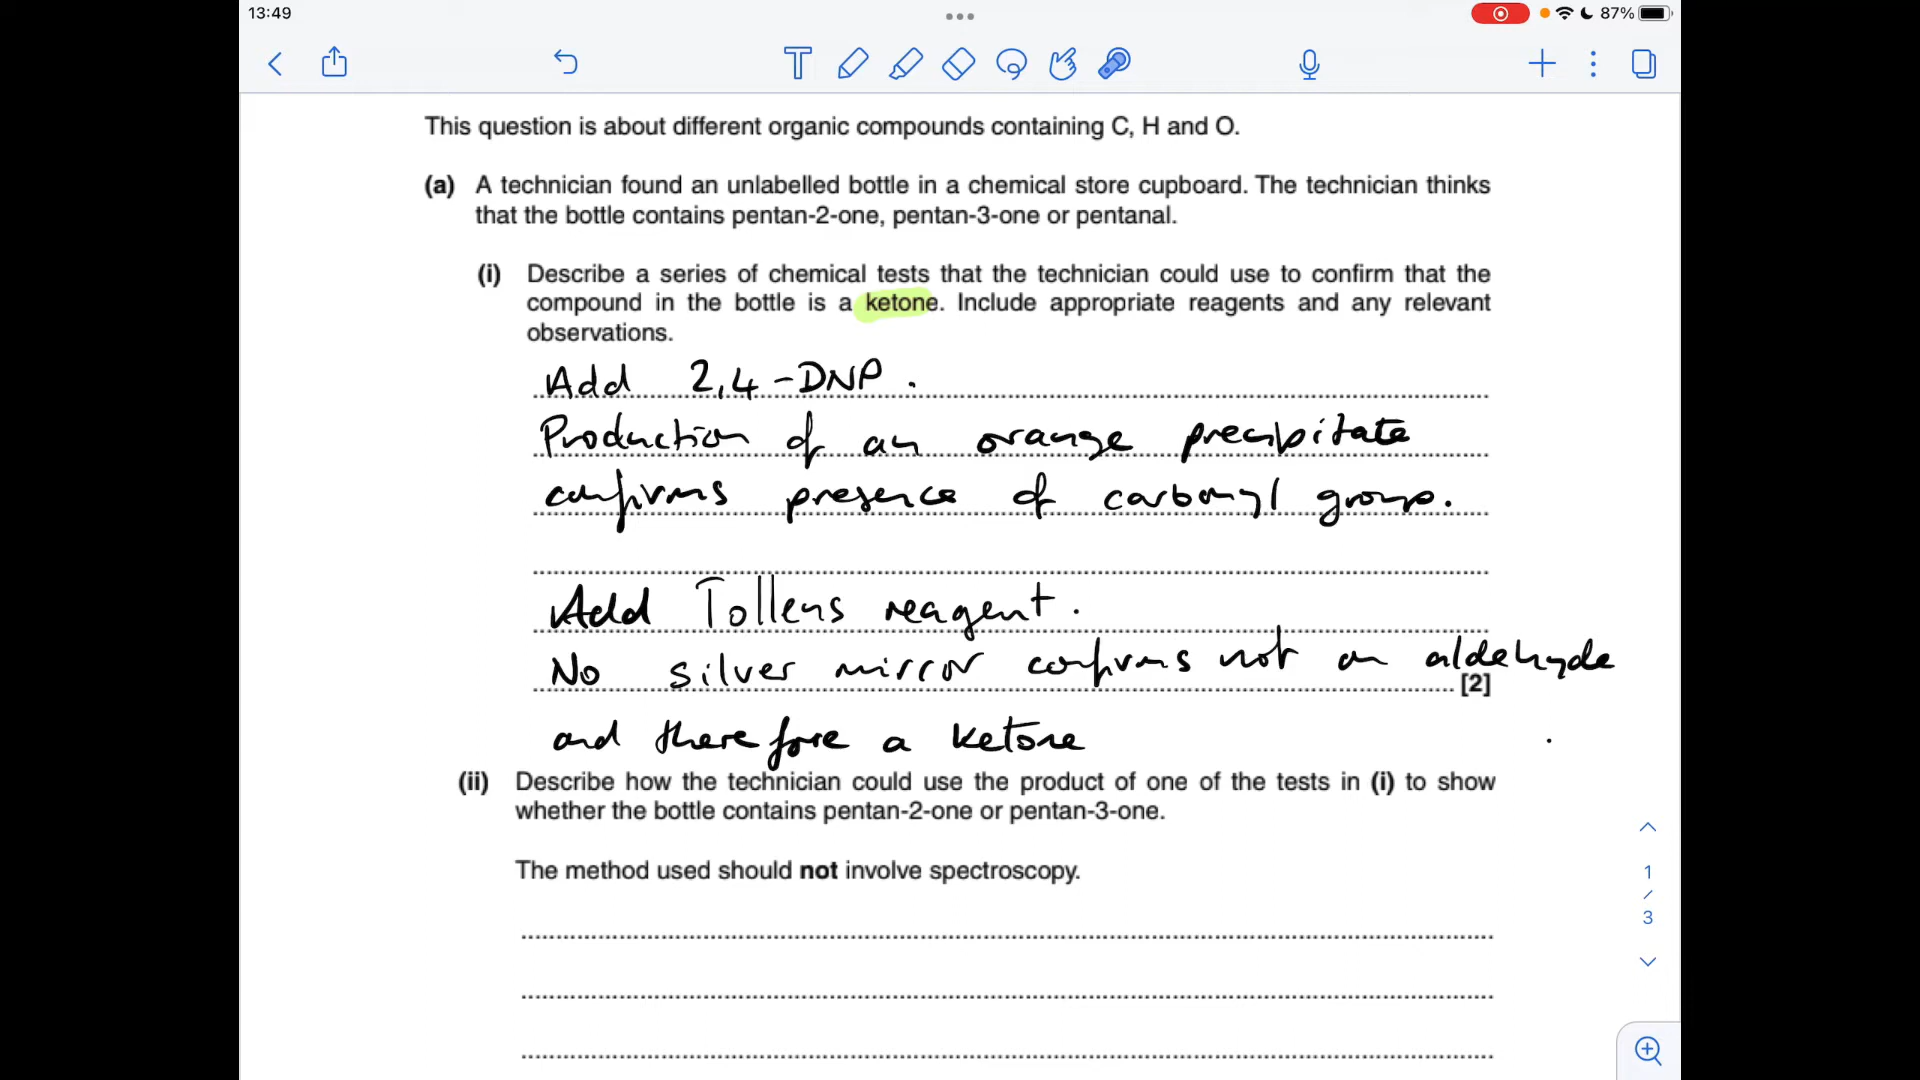 13:49
87%
This question is about different organic compounds containing C, H and O.
(a) A technician found an unlabelled bottle in a chemical store cupboard. The technician thinks
that the bottle contains pentan-2-one, pentan-3-one or pentanal.
(i) Describe a series of chemical tests that the technician could use to confirm that the
compound in the bottle is a ketone. Include appropriate reagents and any relevant
observations.
Add 2,4-DNP.
Production of an orange precipitate
confirms presence of carbonyl group.
Add Tollens reagent.
No silver mirror confirms not an aldehyde
[2]
and therefore a ketone
(ii) Describe how the technician could use the product of one of the tests in (i) to show
whether the bottle contains pentan-2-one or pentan-3-one.
The method used should not involve spectroscopy.
1
/
3